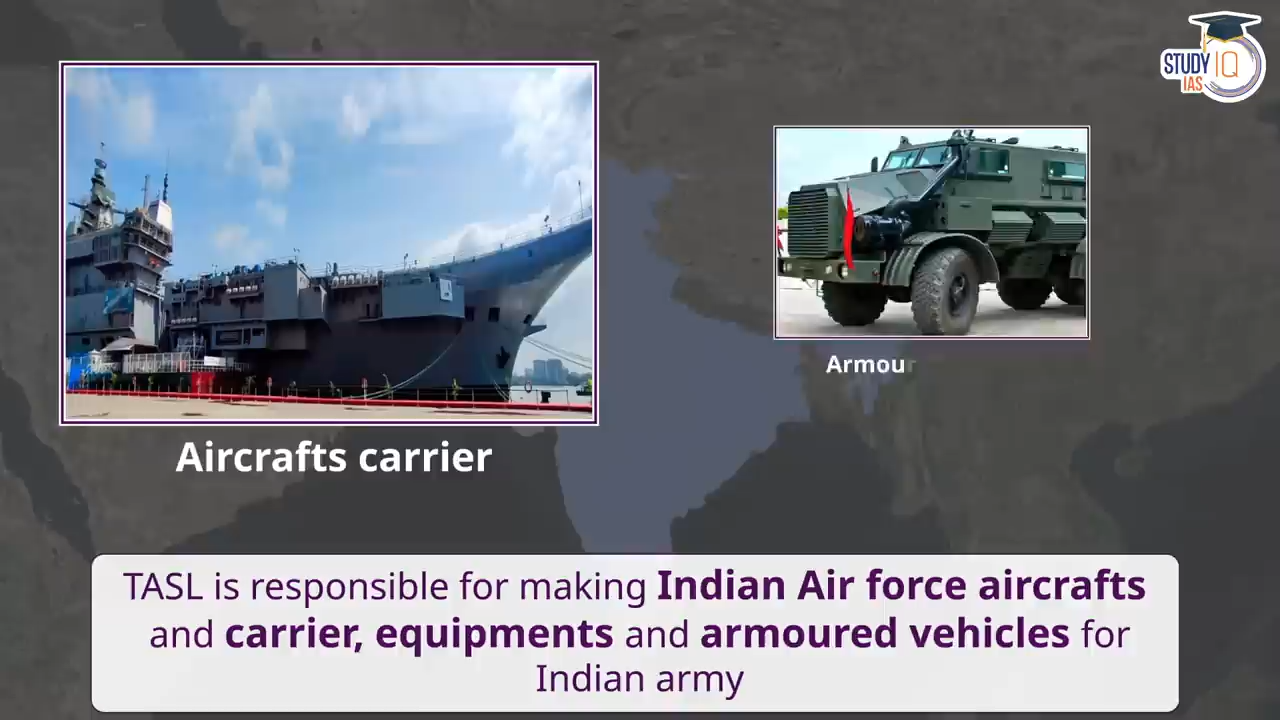 STUDY IQ
IAS
Aircrafts carrier
Armour
TASL is responsible for making Indian Air force aircrafts
and carrier, equipments and armoured vehicles for
Indian army